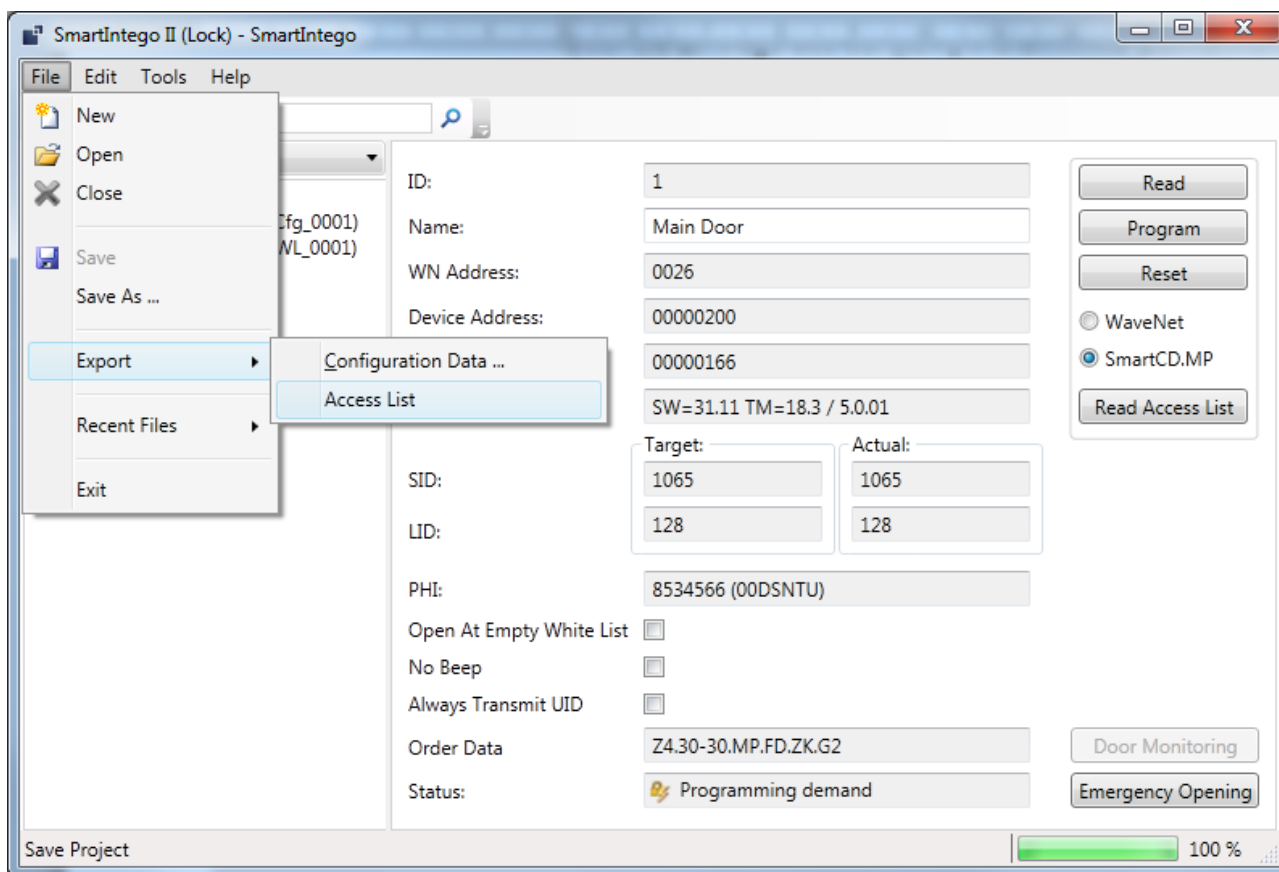 SmartIntego II (Lock) - SmartIntego
File Edit Tools Help
New
Open
Close
Save
Save As ...
Export
Recent Files
Exit
Configuration Data ...
Access List
Cfg_0001)
WL_0001)
ID: 1
Name: Main Door
WN Address: 0026
Device Address: 00000200
00000166
SW=31.11 TM=18.3 / 5.0.01
Target: Actual:
SID: 1065 1065
LID: 128 128
PHI: 8534566 (00DSNTU)
Open At Empty White List
No Beep
Always Transmit UID
Order Data Z4.30-30.MP.FD.ZK.G2
Status: Programming demand
Read
Program
Reset
WaveNet
SmartCD.MP
Read Access List
Door Monitoring
Emergency Opening
Save Project 100 %